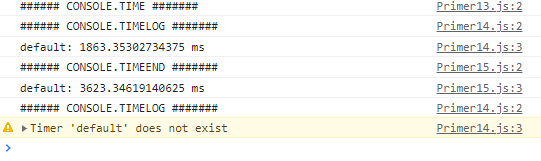 ###### CONSOLE.TIME ####### Primer13.js:2
###### CONSOLE.TIMELOG ####### Primer14.js:2
default: 1863.35302734375 ms Primer14.js:3
###### CONSOLE.TIMEEND ####### Primer15.js:2
default: 3623.34619140625 ms Primer15.js:3
###### CONSOLE.TIMELOG ####### Primer14.js:2
Timer 'default' does not exist Primer14.js:3